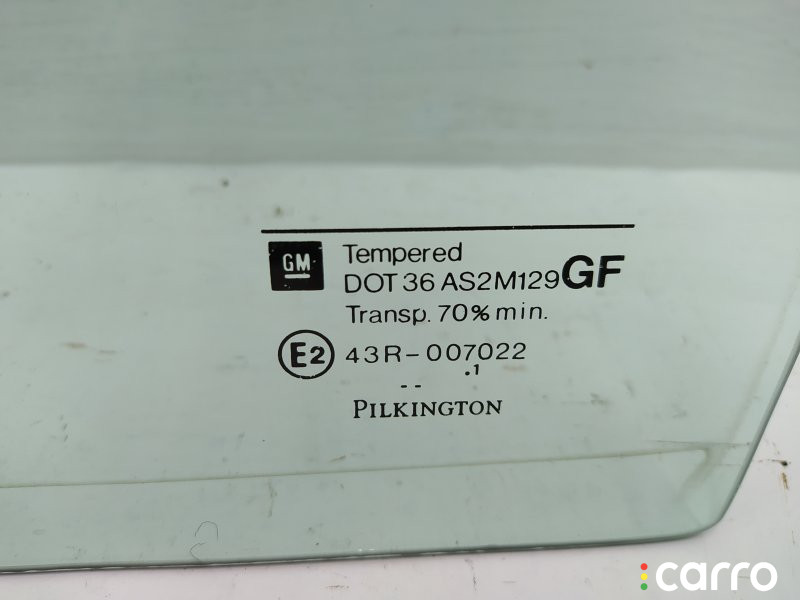 GM Tempered
DOT 36 AS2M129 GF
Transp. 70% min.
E2 43R-007022
.1
--
PILKINGTON
carro